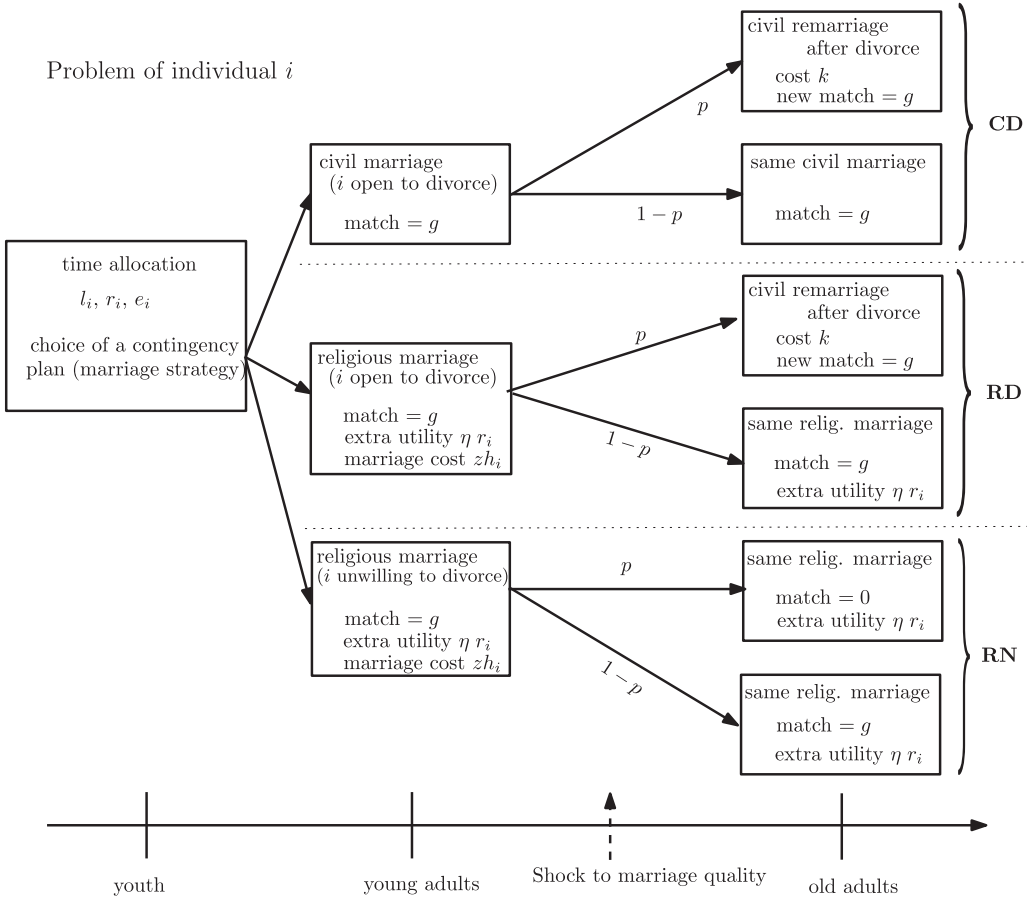 Problem of individual i
time allocation
l_i, r_i, e_i
choice of a contingency
plan (marriage strategy)
civil marriage
(i open to divorce)
match = g
religious marriage
(i open to divorce)
match = g
extra utility η r_i
marriage cost zh_i
religious marriage
(i unwilling to divorce)
match = g
extra utility η r_i
marriage cost zh_i
p
1 − p
p
1 − p
p
1 − p
civil remarriage
after divorce
cost k
new match = g
same civil marriage
match = g
CD
civil remarriage
after divorce
cost k
new match = g
same relig. marriage
match = g
extra utility η r_i
RD
same relig. marriage
match = 0
extra utility η r_i
same relig. marriage
match = g
extra utility η r_i
RN
youth
young adults
Shock to marriage quality
old adults